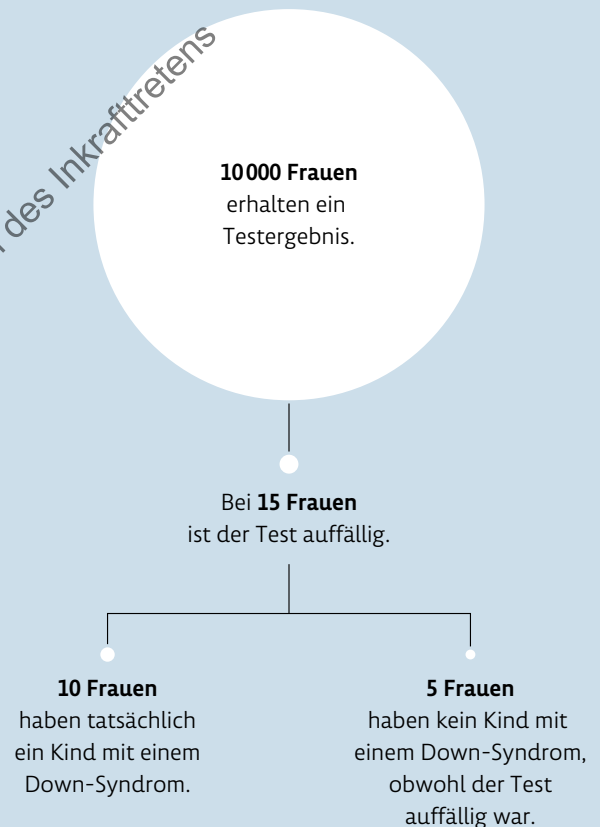 des Inkrafttretens
10 000 Frauen
erhalten ein
Testergebnis.
Bei 15 Frauen
ist der Test auffällig.
10 Frauen
haben tatsächlich
ein Kind mit einem
Down-Syndrom.
5 Frauen
haben kein Kind mit
einem Down-Syndrom,
obwohl der Test
auffällig war.